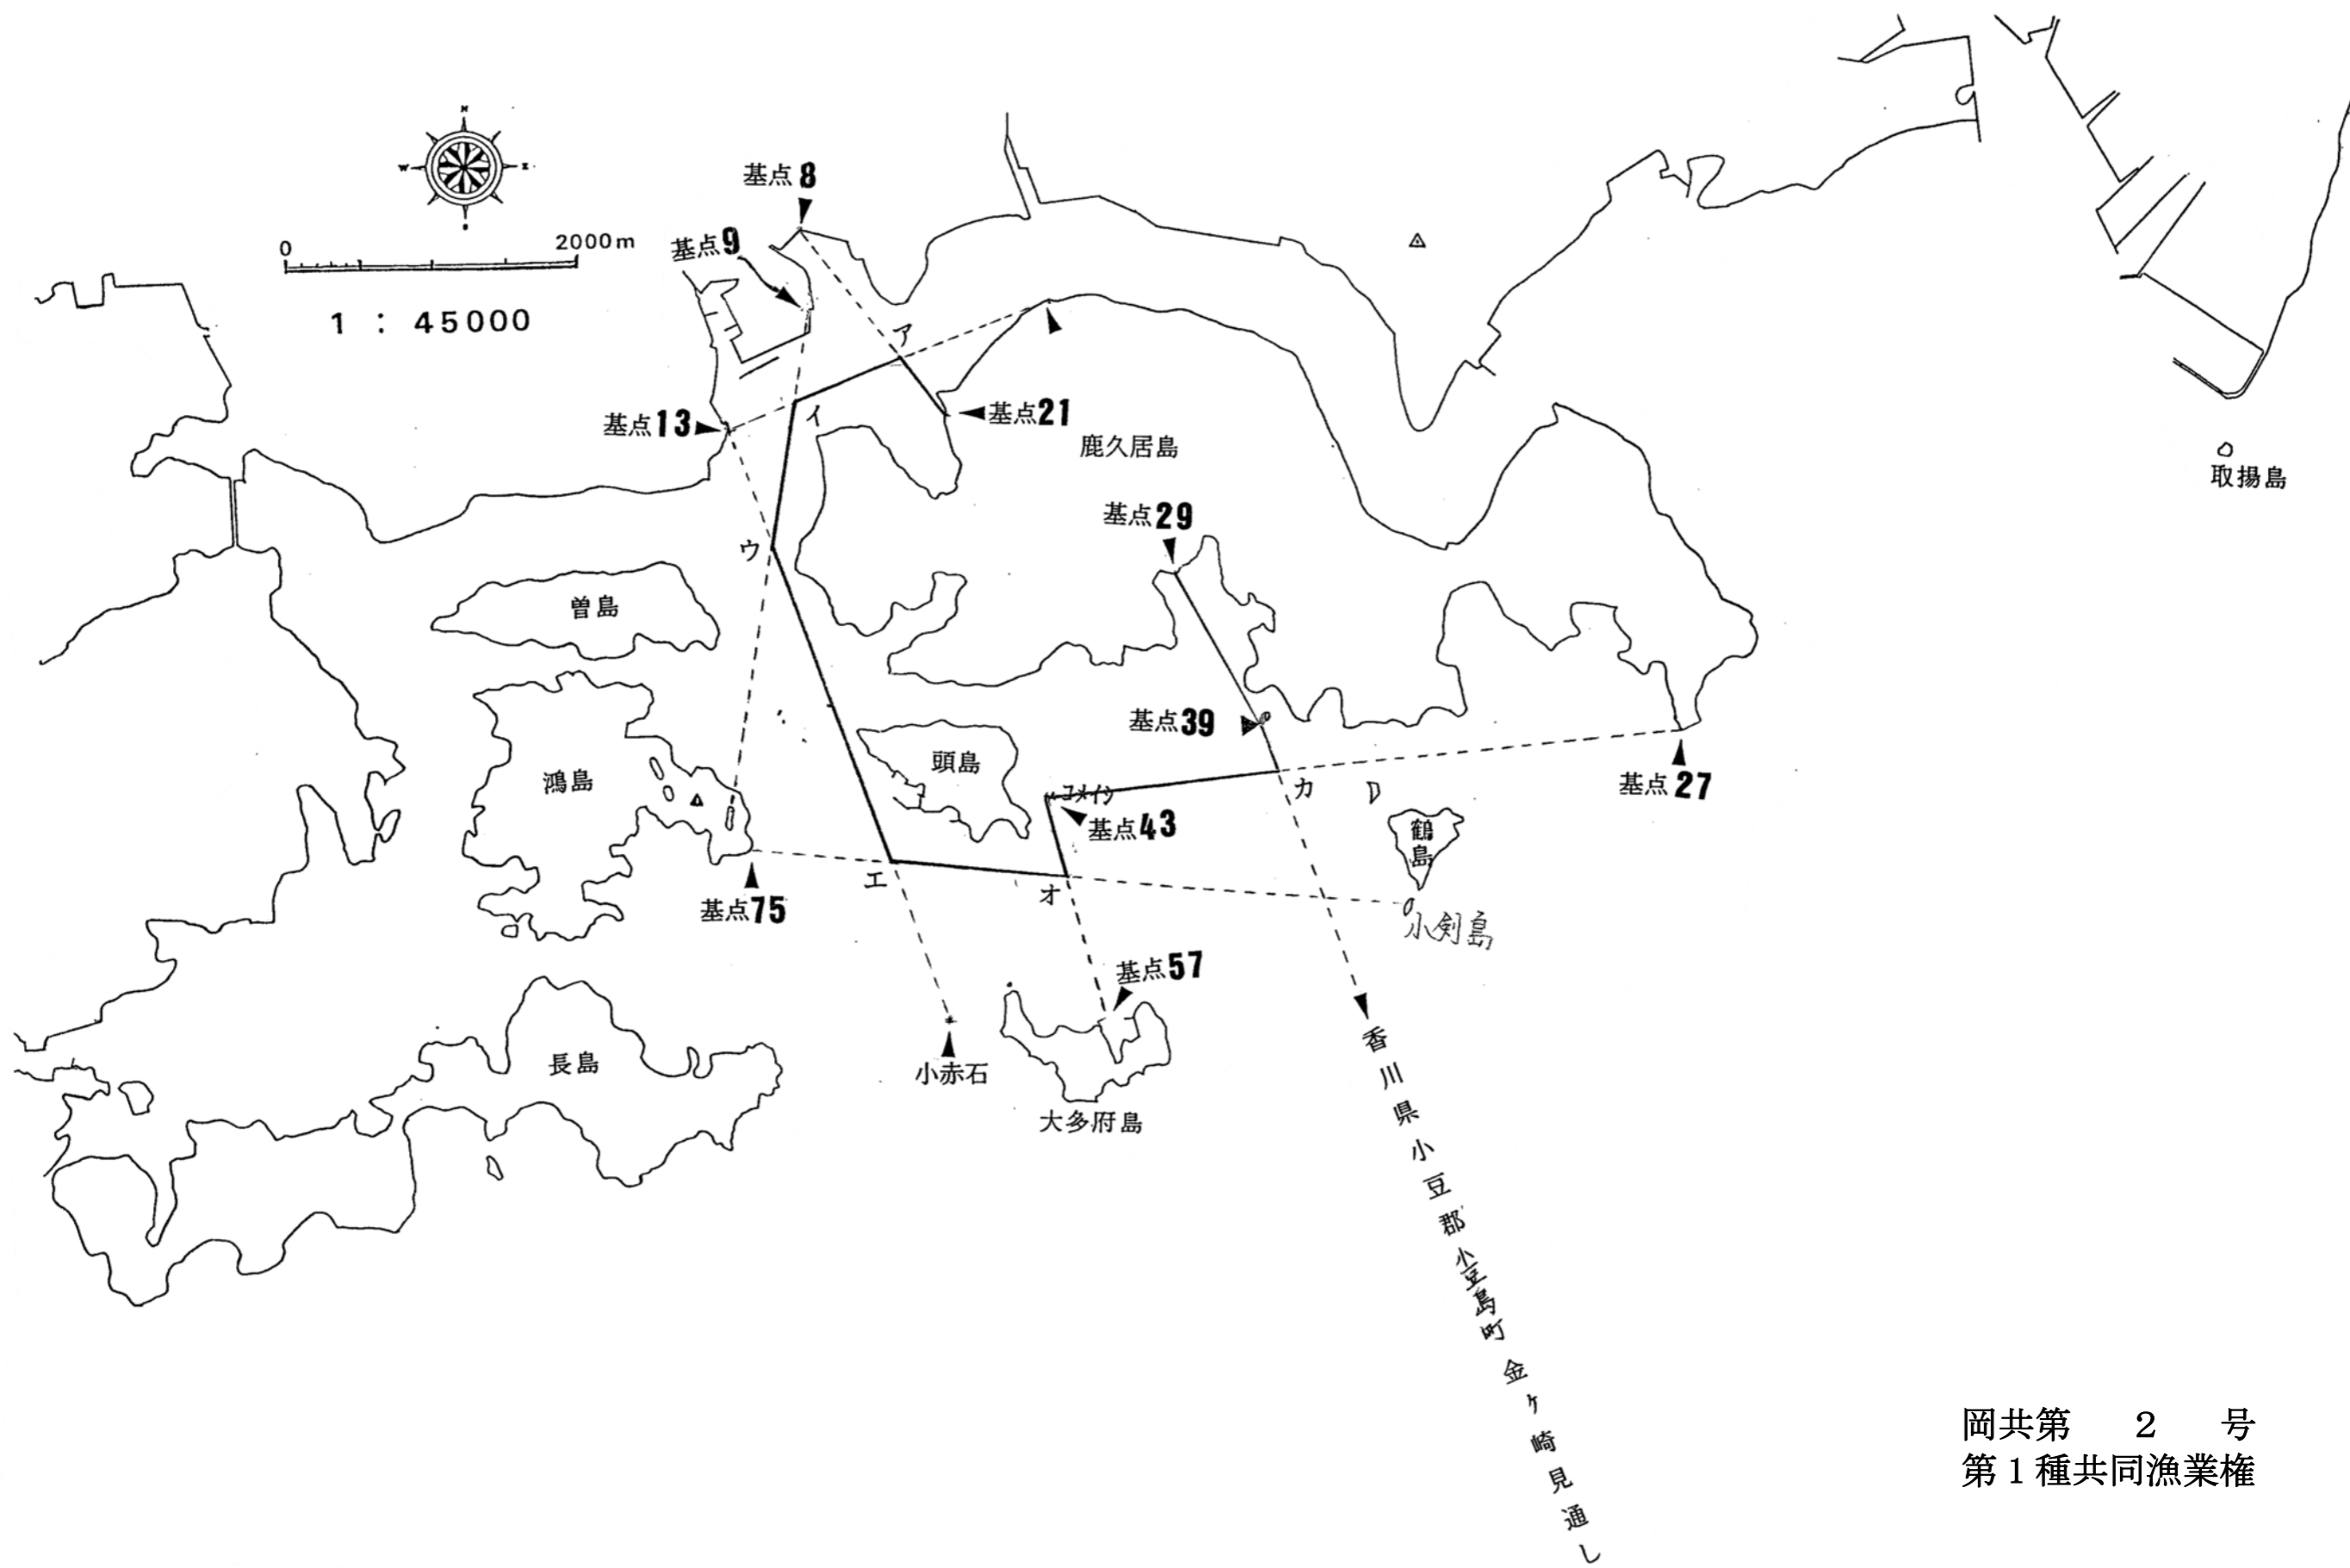 N
W
E
S
0 2000m
1 : 45000
基点8
基点9
ア
イ
基点13
基点21
鹿久居島
取揚島
基点29
ウ
曽島
基点39
頭島
鴻島
コメイシ
カ
基点27
基点43
鶴島
エ
オ
基点75
小剣島
基点57
小赤石
長島
大多府島
香川県小豆郡小豆島町金ヶ崎見通し
岡共第 2 号
第1種共同漁業権